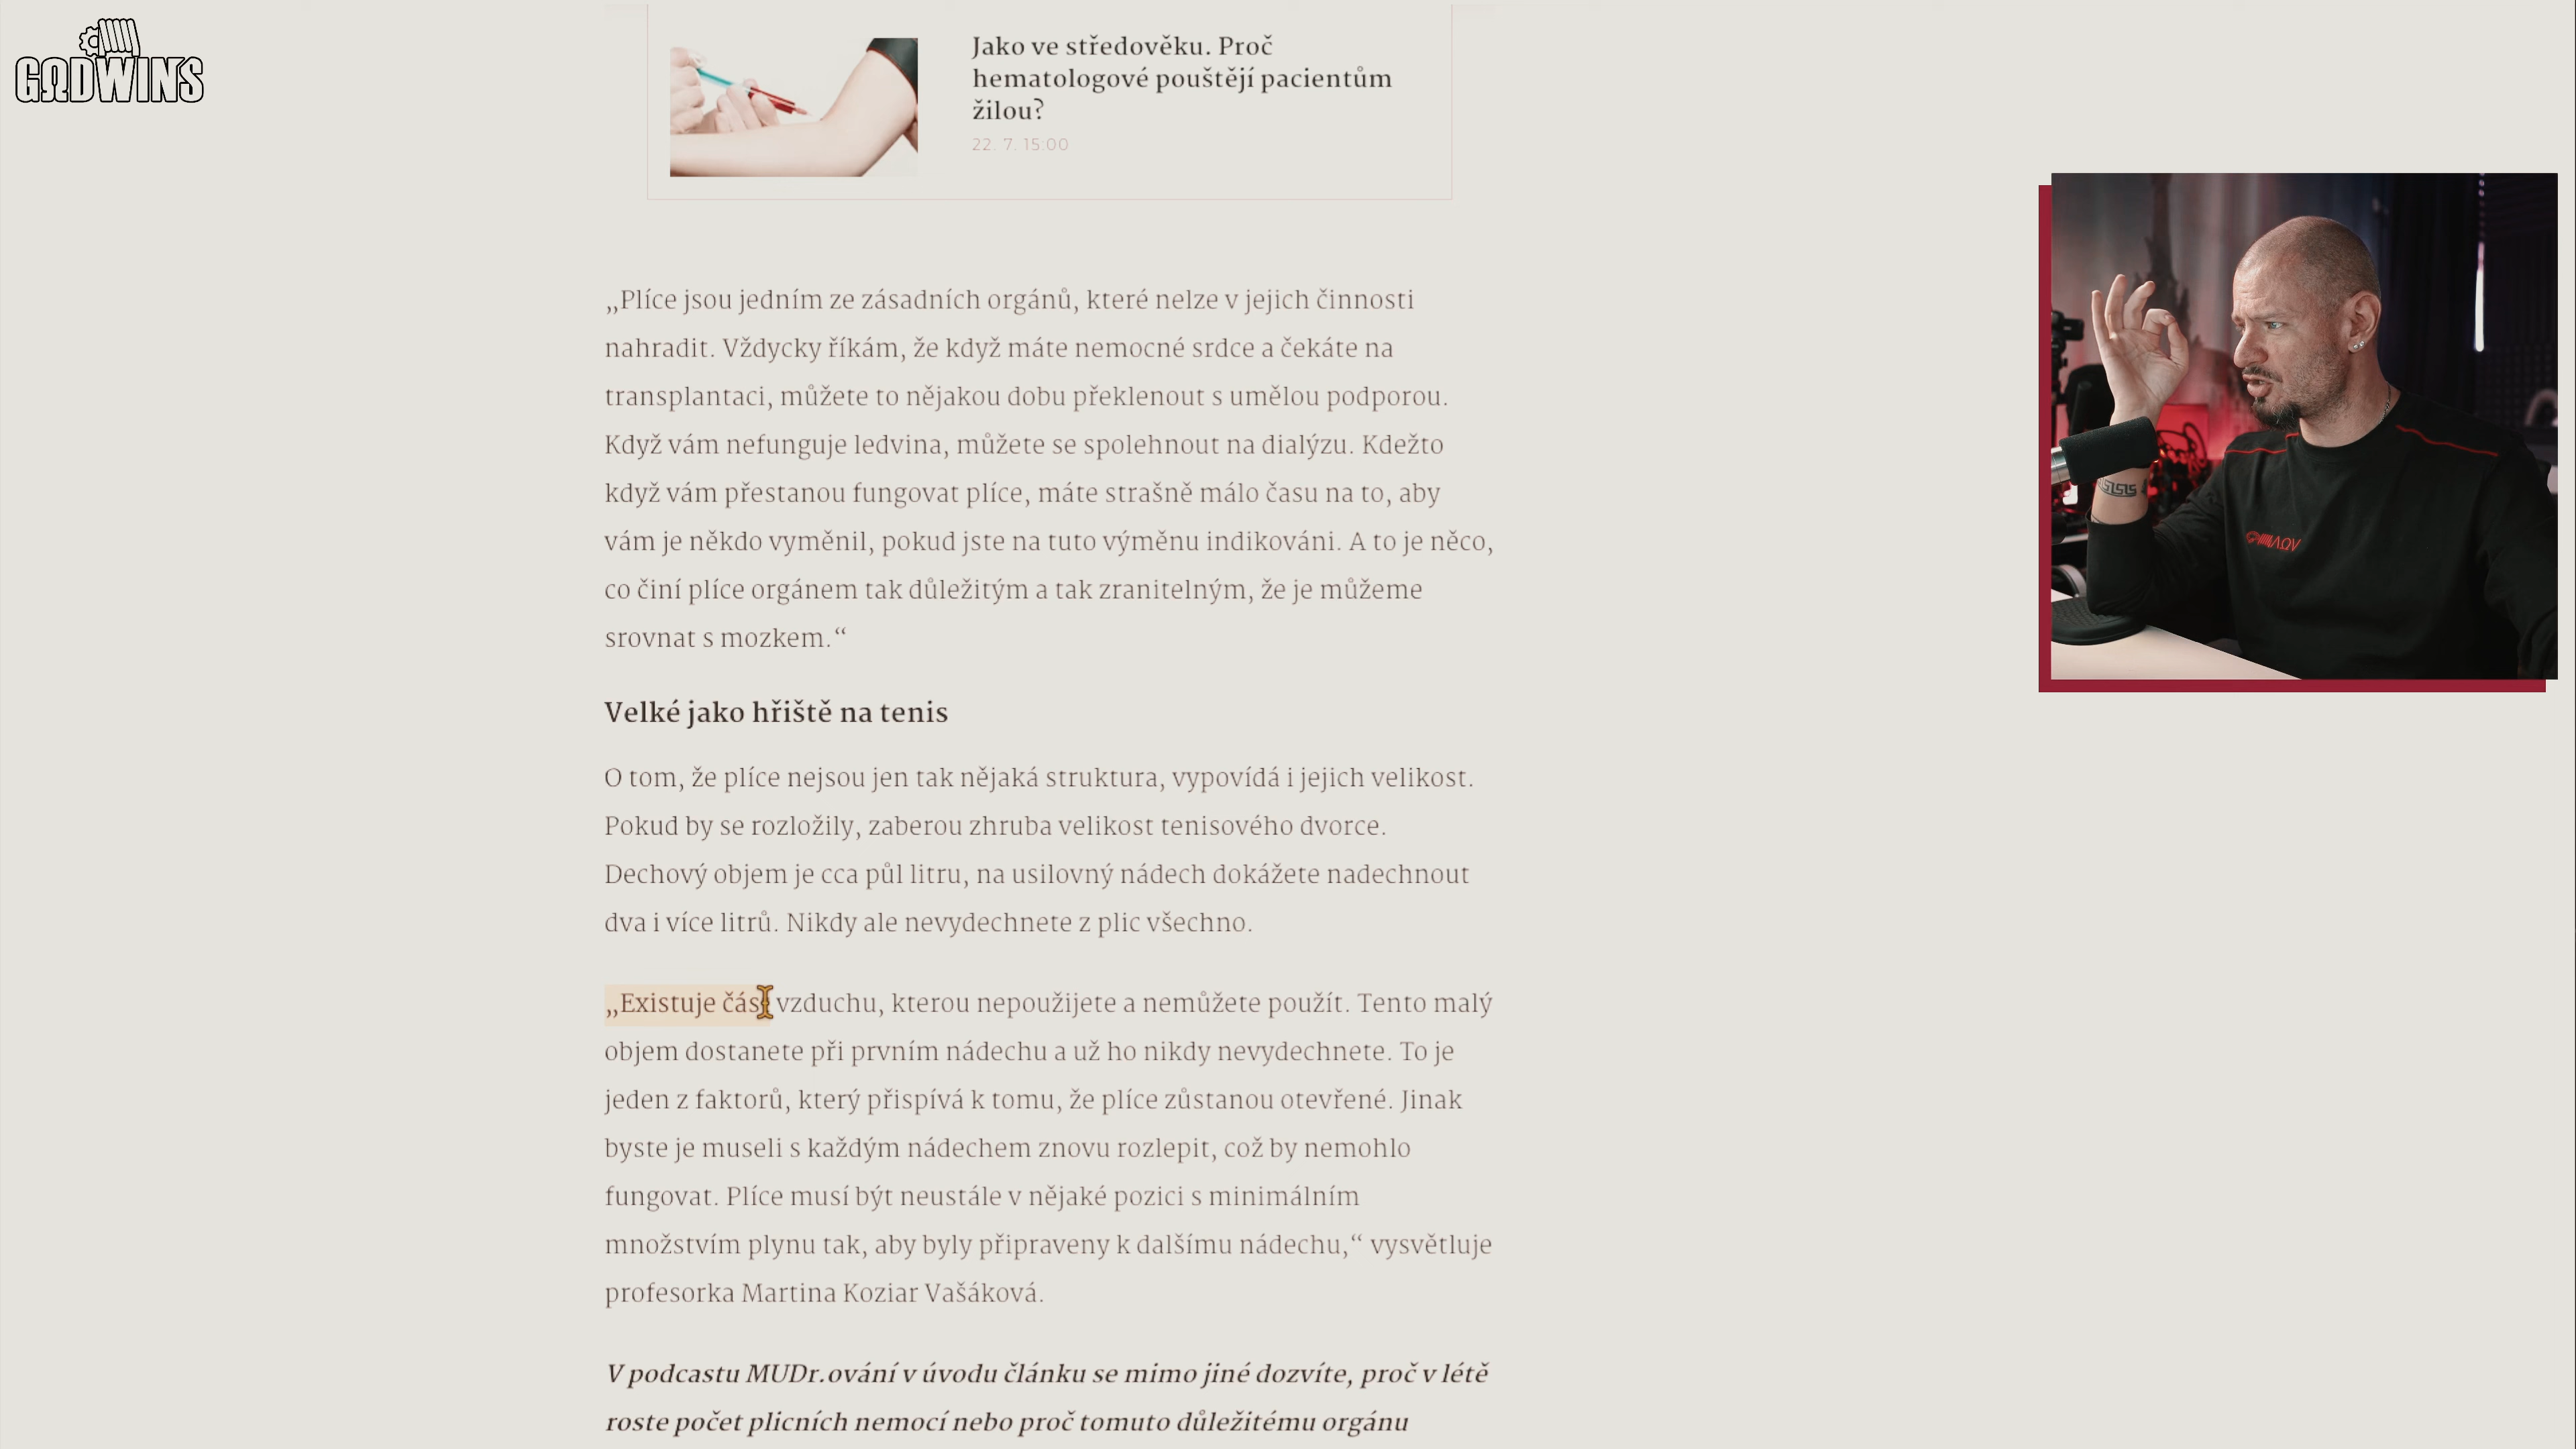 GΩDWINS
Jako ve středověku. Proč
hematologové pouštějí pacientům
žilou?
22. 7. 15:00
„Plíce jsou jedním ze zásadních orgánů, které nelze v jejich činnosti
nahradit. Vždycky říkám, že když máte nemocné srdce a čekáte na
transplantaci, můžete to nějakou dobu překlenout s umělou podporou.
Když vám nefunguje ledvina, můžete se spolehnout na dialýzu. Kdežto
když vám přestanou fungovat plíce, máte strašně málo času na to, aby
vám je někdo vyměnil, pokud jste na tuto výměnu indikováni. A to je něco,
co činí plíce orgánem tak důležitým a tak zranitelným, že je můžeme
srovnat s mozkem.“
Velké jako hřiště na tenis
O tom, že plíce nejsou jen tak nějaká struktura, vypovídá i jejich velikost.
Pokud by se rozložily, zaberou zhruba velikost tenisového dvorce.
Dechový objem je cca půl litru, na usilovný nádech dokážete nadechnout
dva i více litrů. Nikdy ale nevydechnete z plic všechno.
„Existuje část vzduchu, kterou nepoužijete a nemůžete použít. Tento malý
objem dostanete při prvním nádechu a už ho nikdy nevydechnete. To je
jeden z faktorů, který přispívá k tomu, že plíce zůstanou otevřené. Jinak
byste je museli s každým nádechem znovu rozlepit, což by nemohlo
fungovat. Plíce musí být neustále v nějaké pozici s minimálním
množstvím plynu tak, aby byly připraveny k dalšímu nádechu,“ vysvětluje
profesorka Martina Koziar Vašáková.
V podcastu MUDr.ování v úvodu článku se mimo jiné dozvíte, proč v létě
roste počet plicních nemocí nebo proč tomuto důležitému orgánu